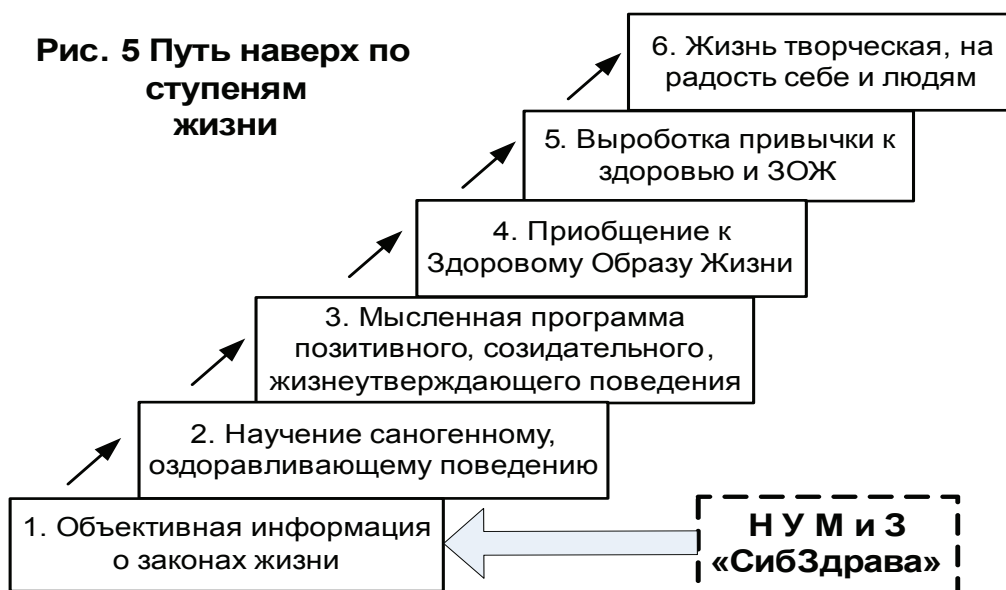 Рис. 5 Путь наверх по
ступеням
жизни
6. Жизнь творческая, на
радость себе и людям
5. Выроботка привычки к
здоровью и ЗОЖ
4. Приобщение к
Здоровому Образу Жизни
3. Мысленная программа
позитивного, созидательного,
жизнеутверждающего поведения
2. Научение саногенному,
оздоравливающему поведению
1. Объективная информация
о законах жизни
Н У М и З
«СибЗдрава»